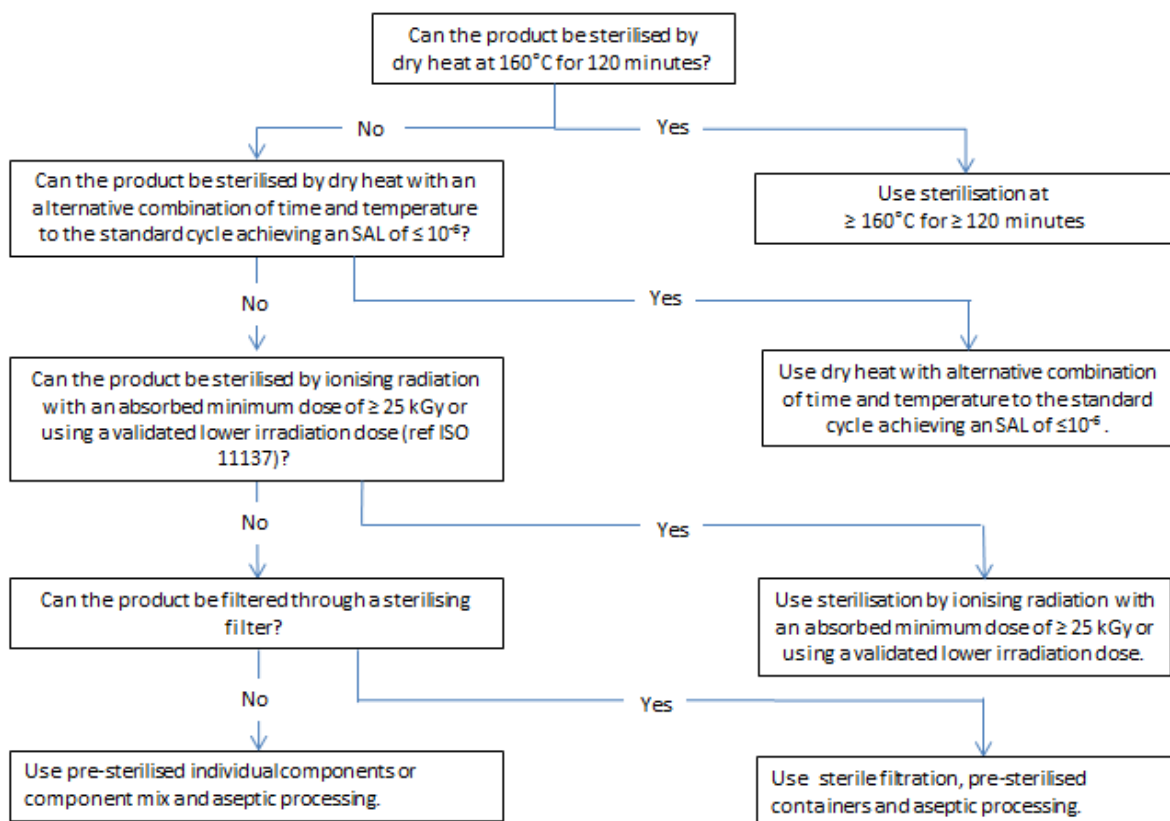 Can the product be sterilised by
dry heat at 160°C for 120 minutes?
No
Yes
Can the product be sterilised by dry heat with an
alternative combination of time and temperature
to the standard cycle achieving an SAL of ≤ 10⁻⁶?
Use sterilisation at
≥ 160°C for ≥ 120 minutes
No
Yes
Can the product be sterilised by ionising radiation
with an absorbed minimum dose of ≥ 25 kGy or
using a validated lower irradiation dose (ref ISO
11137)?
Use dry heat with alternative combination
of time and temperature to the standard
cycle achieving an SAL of ≤10⁻⁶ .
No
Yes
Can the product be filtered through a sterilising
filter?
Use sterilisation by ionising radiation with
an absorbed minimum dose of ≥ 25 kGy or
using a validated lower irradiation dose.
No
Yes
Use pre-sterilised individual components or
component mix and aseptic processing.
Use sterile filtration, pre-sterilised
containers and aseptic processing.